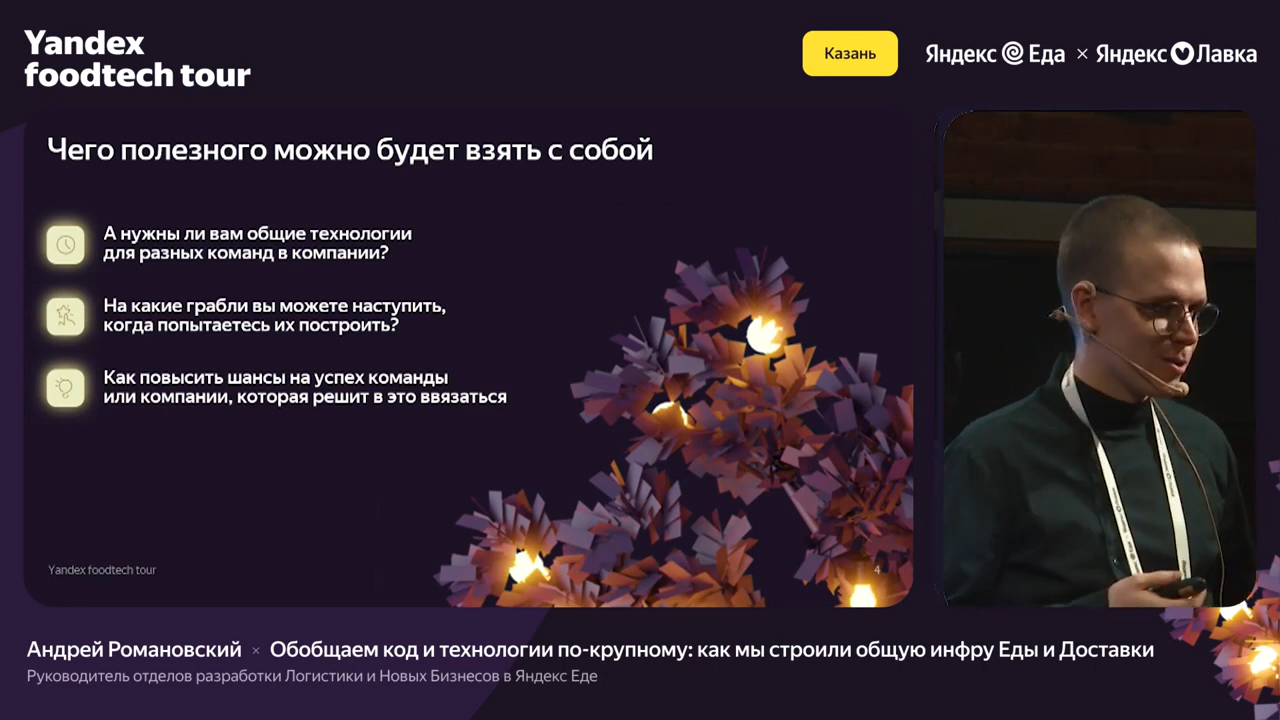 Yandex
foodtech tour
Казань
Яндекс Еда × Яндекс Лавка
Чего полезного можно будет взять с собой
А нужны ли вам общие технологии
для разных команд в компании?
На какие грабли вы можете наступить,
когда попытаетесь их построить?
Как повысить шансы на успех команды
или компании, которая решит в это ввязаться
Yandex foodtech tour
4
Андрей Романовский × Обобщаем код и технологии по-крупному: как мы строили общую инфру Еды и Доставки
Руководитель отделов разработки Логистики и Новых Бизнесов в Яндекс Еде